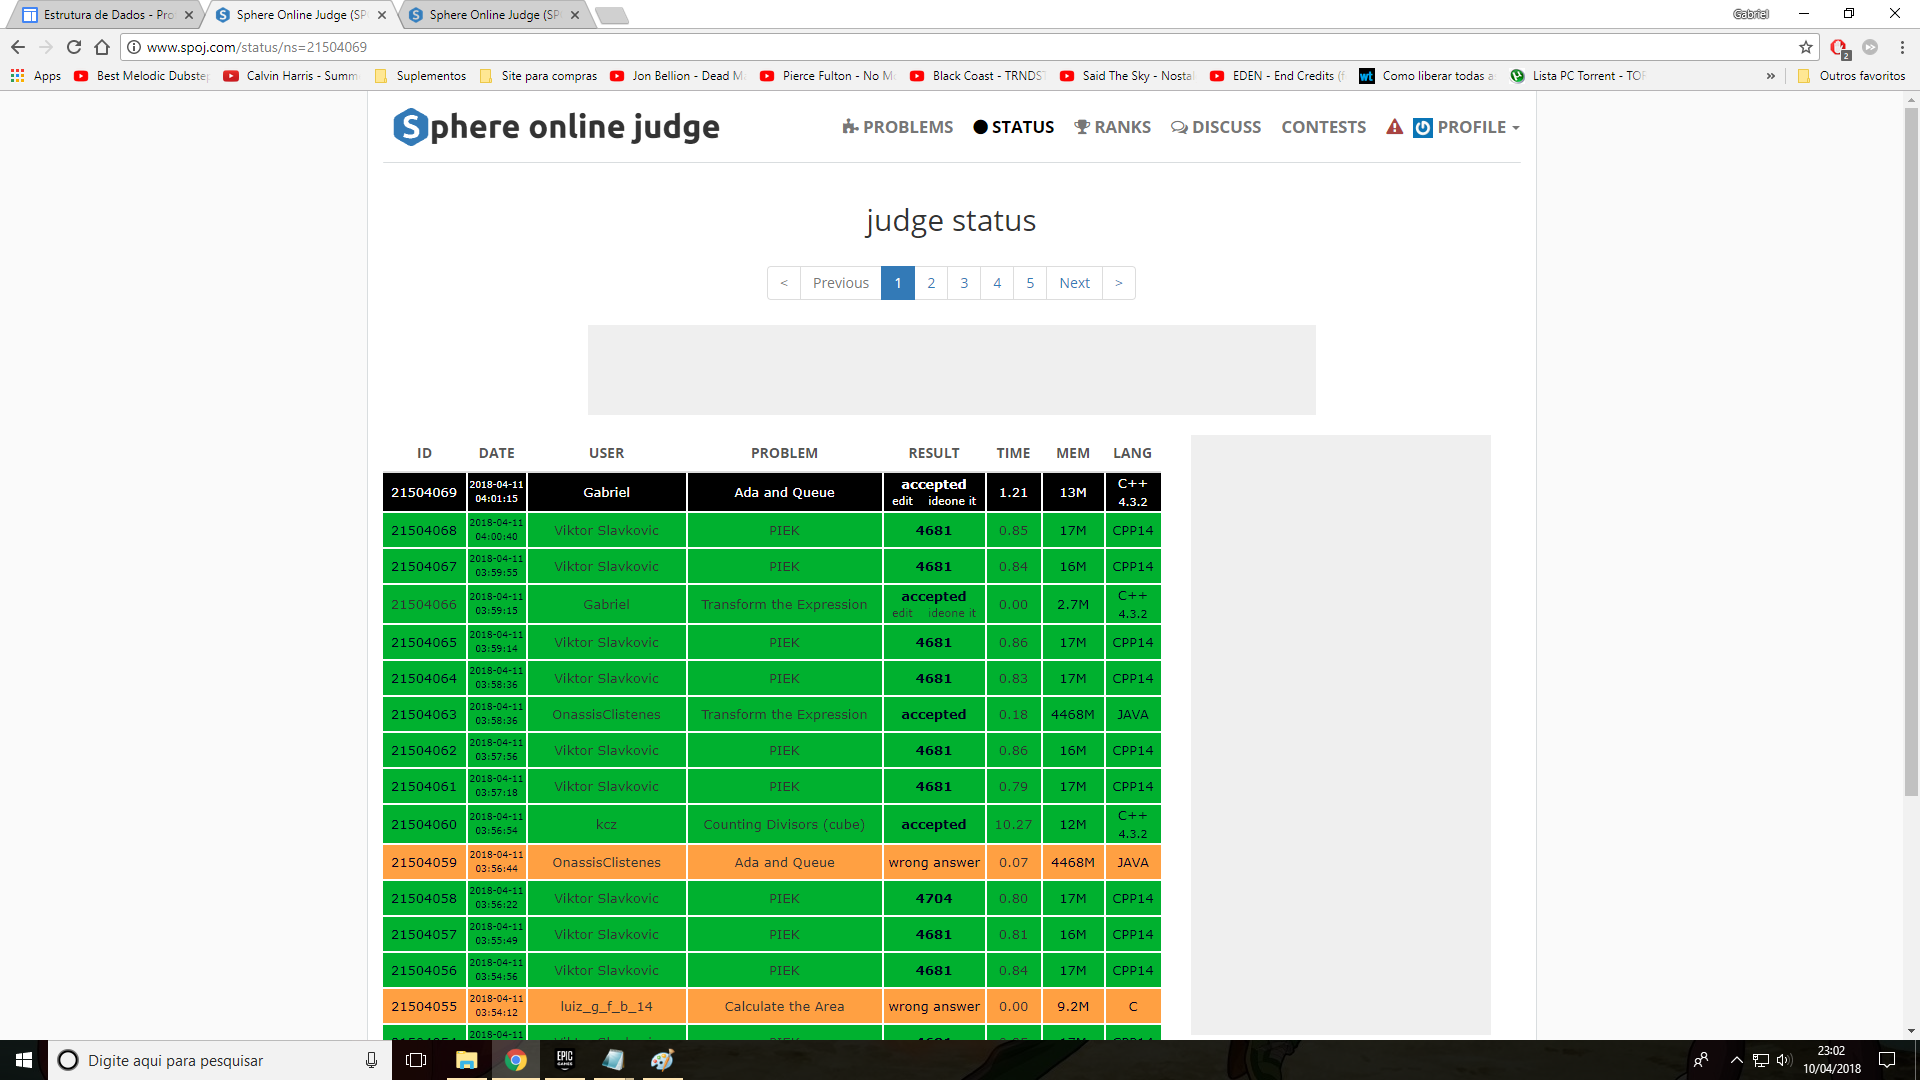 Estrutura de Dados - Pro
Sphere Online Judge (SP
Sphere Online Judge (SP
Gabriel
www.spoj.com/status/ns=21504069
Apps
Best Melodic Dubste
Calvin Harris - Summ
Suplementos
Site para compras
Jon Bellion - Dead M
Pierce Fulton - No M
Black Coast - TRNDS
Said The Sky - Nostal
EDEN - End Credits (f
Como liberar todas a
Lista PC Torrent - TOP
»
Outros favoritos
Sphere online judge
PROBLEMS
STATUS
RANKS
DISCUSS
CONTESTS
PROFILE
judge status
< Previous 1 2 3 4 5 Next >
ID DATE USER PROBLEM RESULT TIME MEM LANG
21504069 2018-04-11 04:01:15 Gabriel Ada and Queue accepted edit ideone it 1.21 13M C++ 4.3.2
21504068 2018-04-11 04:00:40 Viktor Slavkovic PIEK 4681 0.85 17M CPP14
21504067 2018-04-11 03:59:55 Viktor Slavkovic PIEK 4681 0.84 16M CPP14
21504066 2018-04-11 03:59:15 Gabriel Transform the Expression accepted edit ideone it 0.00 2.7M C++ 4.3.2
21504065 2018-04-11 03:59:14 Viktor Slavkovic PIEK 4681 0.86 17M CPP14
21504064 2018-04-11 03:58:36 Viktor Slavkovic PIEK 4681 0.83 17M CPP14
21504063 2018-04-11 03:58:36 OnassisClistenes Transform the Expression accepted 0.18 4468M JAVA
21504062 2018-04-11 03:57:56 Viktor Slavkovic PIEK 4681 0.86 16M CPP14
21504061 2018-04-11 03:57:18 Viktor Slavkovic PIEK 4681 0.79 17M CPP14
21504060 2018-04-11 03:56:54 kcz Counting Divisors (cube) accepted 10.27 12M C++ 4.3.2
21504059 2018-04-11 03:56:44 OnassisClistenes Ada and Queue wrong answer 0.07 4468M JAVA
21504058 2018-04-11 03:56:22 Viktor Slavkovic PIEK 4704 0.80 17M CPP14
21504057 2018-04-11 03:55:49 Viktor Slavkovic PIEK 4681 0.81 16M CPP14
21504056 2018-04-11 03:54:56 Viktor Slavkovic PIEK 4681 0.84 17M CPP14
21504055 2018-04-11 03:54:12 luiz_g_f_b_14 Calculate the Area wrong answer 0.00 9.2M C
2018-04-11
Digite aqui para pesquisar
EPIC GAMES
23:02
10/04/2018